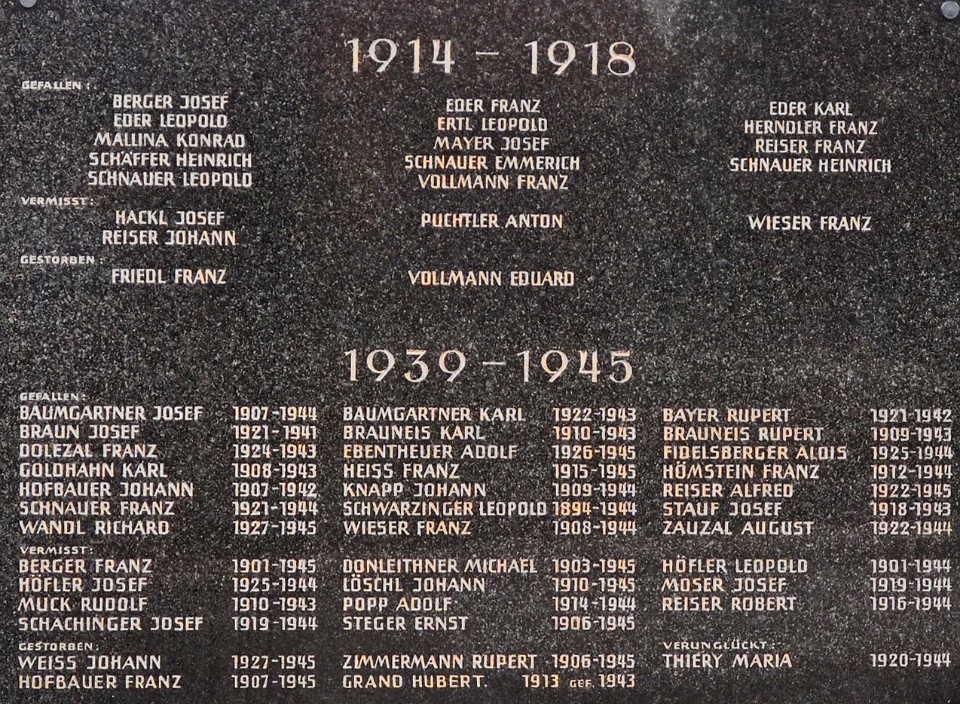 1914 - 1918
GEFALLEN:
BERGER JOSEF EDER FRANZ EDER KARL
EDER LEOPOLD ERTL LEOPOLD HERNDLER FRANZ
MALLINA KONRAD MAYER JOSEF REISER FRANZ
SCHÄFFER HEINRICH SCHNAUER EMMERICH SCHNAUER HEINRICH
SCHNAUER LEOPOLD VOLLMANN FRANZ
VERMISST:
HACKL JOSEF PUCHTLER ANTON WIESER FRANZ
REISER JOHANN
GESTORBEN:
FRIEDL FRANZ VOLLMANN EDUARD
1939 - 1945
GEFALLEN:
BAUMGARTNER JOSEF 1907-1944 BAUMGARTNER KARL 1922-1943 BAYER RUPERT 1921-1942
BRAUN JOSEF 1921-1941 BRAUNEIS KARL 1910-1943 BRAUNEIS RUPERT 1909-1943
DOLEZAL FRANZ 1924-1943 EBENTHEUER ADOLF 1926-1945 FIDELSBERGER ALOIS 1925-1944
GOLDHAHN KARL 1908-1943 HEISS FRANZ 1915-1945 HÖMSTEIN FRANZ 1912-1944
HOFBAUER JOHANN 1907-1942 KNAPP JOHANN 1909-1944 REISER ALFRED 1922-1945
SCHNAUER FRANZ 1921-1944 SCHWARZINGER LEOPOLD 1894-1944 STAUF JOSEF 1918-1943
WANDL RICHARD 1927-1945 WIESER FRANZ 1908-1944 ZAUZAL AUGUST 1922-1944
VERMISST:
BERGER FRANZ 1901-1945 DONLEITHNER MICHAEL 1903-1945 HÖFLER LEOPOLD 1901-1944
HÖFLER JOSEF 1925-1944 LÖSCHL JOHANN 1910-1945 MOSER JOSEF 1919-1944
MUCK RUDOLF 1910-1943 POPP ADOLF 1914-1944 REISER ROBERT 1916-1944
SCHACHINGER JOSEF 1919-1944 STEGER ERNST 1906-1945
GESTORBEN: VERUNGLÜCKT:
WEISS JOHANN 1927-1945 ZIMMERMANN RUPERT 1906-1945 THIERY MARIA 1920-1944
HOFBAUER FRANZ 1907-1945 GRAND HUBERT. 1913 GEF. 1943